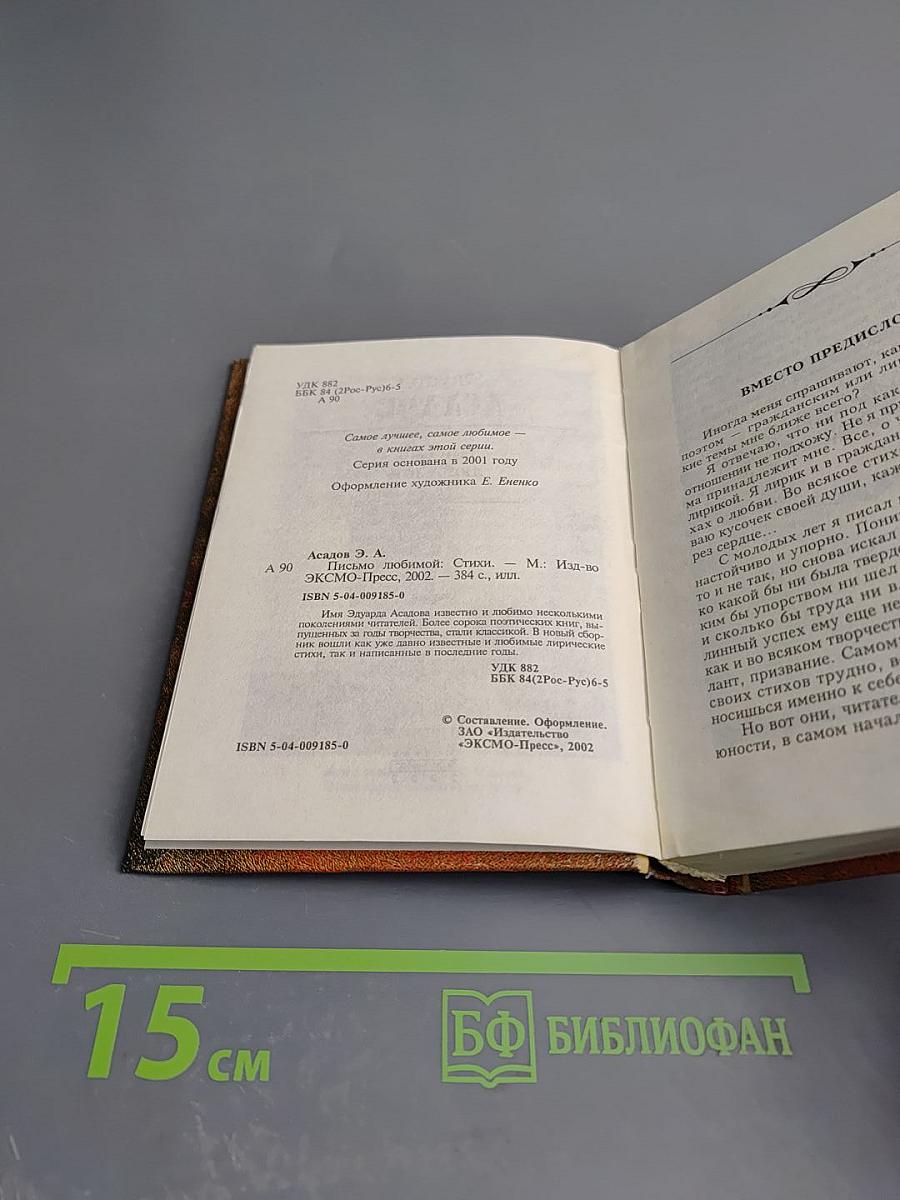 УДК 882
ББК 84 (2Рос-Рус)6-5
А 90
Самое лучшее, самое любимое —
в книгах этой серии.
Серия основана в 2001 году
Оформление художника Е. Ененко
Асадов Э. А.
А 90 Письмо любимой: Стихи. — М.: Изд-во
ЭКСМО-Пресс, 2002. — 384 с., илл.
ISBN 5-04-009185-0
Имя Эдуарда Асадова известно и любимо несколькими
поколениями читателей. Более сорока поэтических книг, вы-
пущенных за годы творчества, стали классикой. В новый сбор-
ник вошли как уже давно известные и любимые лирические
стихи, так и написанные в последние годы.
УДК 882
ББК 84(2Рос-Рус)6-5
© Составление. Оформление.
ЗАО «Издательство
«ЭКСМО-Пресс», 2002
ISBN 5-04-009185-0
ВМЕСТО ПРЕДИСЛО
Иногда меня спрашивают, ка
поэтом — гражданским или лир
кие темы мне ближе всего?
Я отвечаю, что ни под как
отношении не подхожу. Не я пр
ма принадлежит мне. Все, о ч
лирикой. Я лирик и в граждан
хах о любви. Во всякое стих
ваю кусочек своей души, каж
рез сердце...
С молодых лет я писал
настойчиво и упорно. Пони
то и не так, но снова искал
ко какой бы ни была тверд
ким бы упорством ни шел
и сколько бы труда ни в
линный успех ему еще не
как и во всяком творчест
лант, призвание. Самом
своих стихов трудно, в
носишься именно к себе
Но вот они, читате
юности, в самом начал
15 см
БФ БИБЛИОФАН